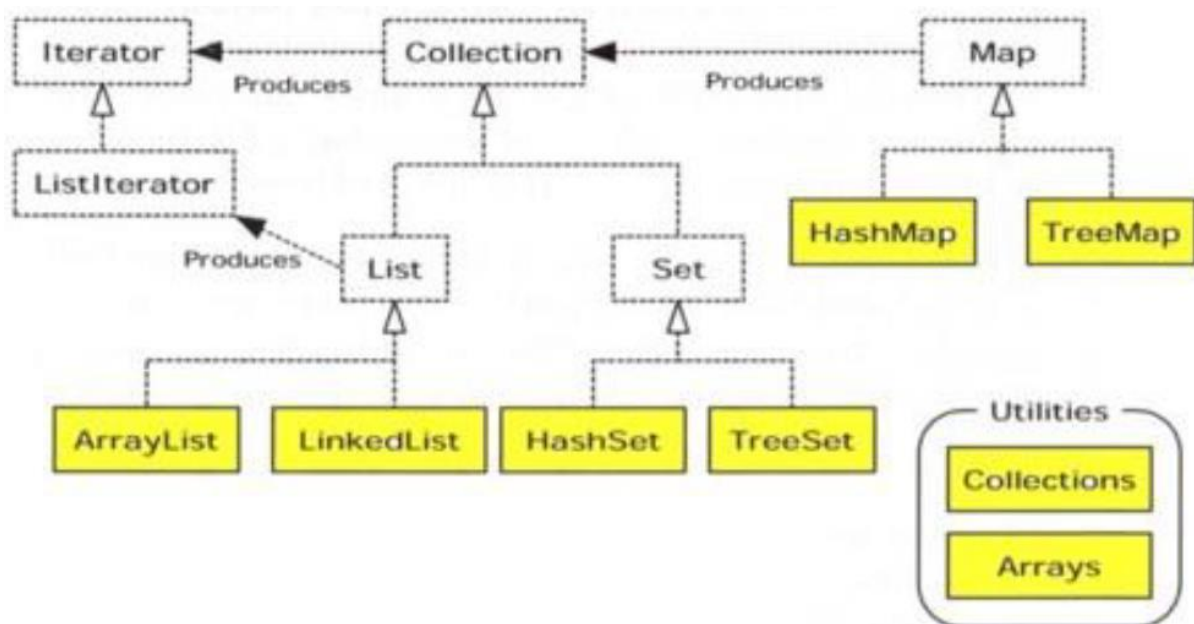 Iterator
Collection
Map
Produces
Produces
ListIterator
HashMap
TreeMap
Produces
List
Set
ArrayList
LinkedList
HashSet
TreeSet
Utilities
Collections
Arrays